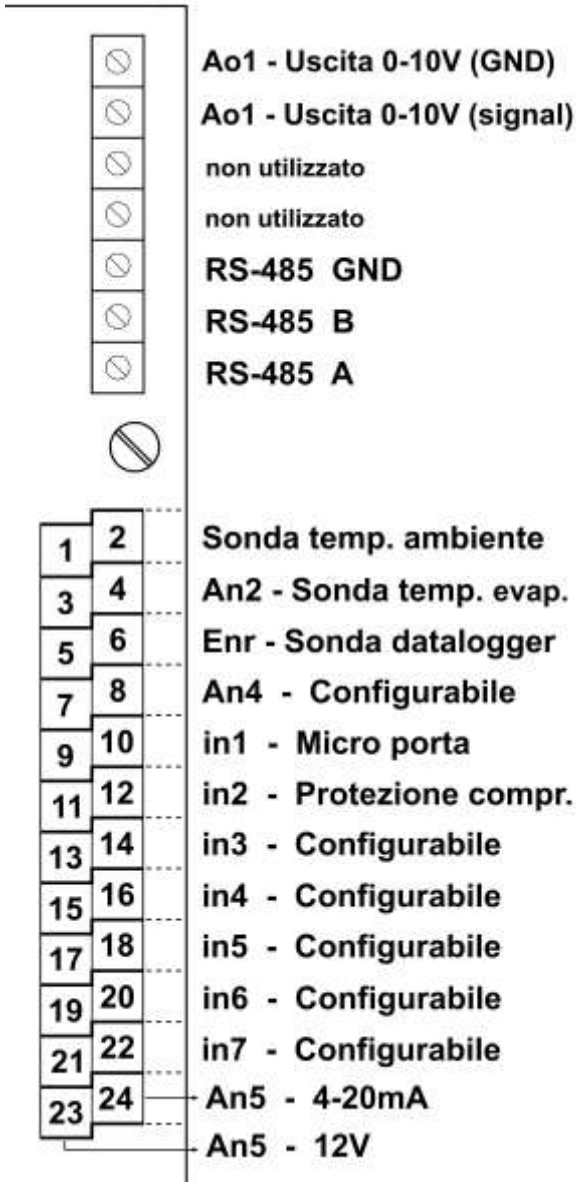 Ao1 - Uscita 0-10V (GND)
Ao1 - Uscita 0-10V (signal)
non utilizzato
non utilizzato
RS-485 GND
RS-485 B
RS-485 A
1 2 Sonda temp. ambiente
3 4 An2 - Sonda temp. evap.
5 6 Enr - Sonda datalogger
7 8 An4 - Configurabile
9 10 in1 - Micro porta
11 12 in2 - Protezione compr.
13 14 in3 - Configurabile
15 16 in4 - Configurabile
17 18 in5 - Configurabile
19 20 in6 - Configurabile
21 22 in7 - Configurabile
23 24 An5 - 4-20mA
An5 - 12V